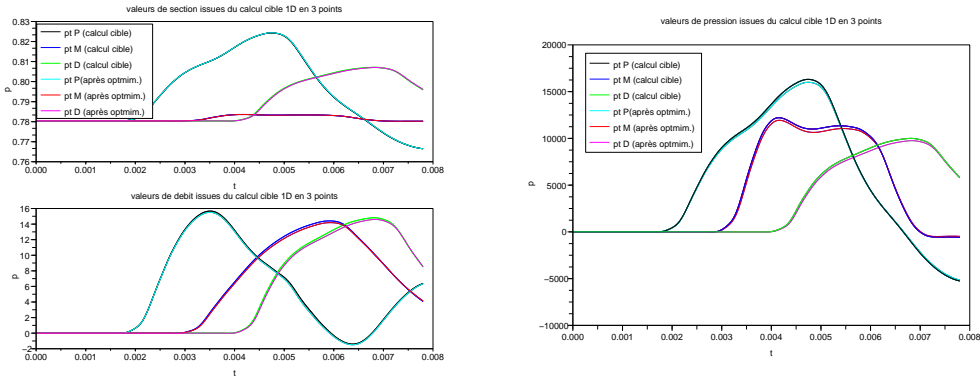 valeurs de section issues du calcul cible 1D en 3 points
0.83
0.82
0.81
0.80
0.79
0.78
0.77
0.76
p
pt P (calcul cible)
pt M (calcul cible)
pt D (calcul cible)
pt P(après optmim.)
pt M (après optmim.)
pt D (après optmim.)
0.000 0.001 0.002 0.003 0.004 0.005 0.006 0.007 0.008
t
valeurs de debit issues du calcul cible 1D en 3 points
16
14
12
10
8
6
4
2
0
−2
p
0.000 0.001 0.002 0.003 0.004 0.005 0.006 0.007 0.008
t
valeurs de pression issues du calcul cible 1D en 3 points
20000
15000
10000
5000
0
−5000
−10000
p
pt P (calcul cible)
pt M (calcul cible)
pt D (calcul cible)
pt P(après optmim.)
pt M (après optmim.)
pt D (après optmim.)
0.000 0.001 0.002 0.003 0.004 0.005 0.006 0.007 0.008
t